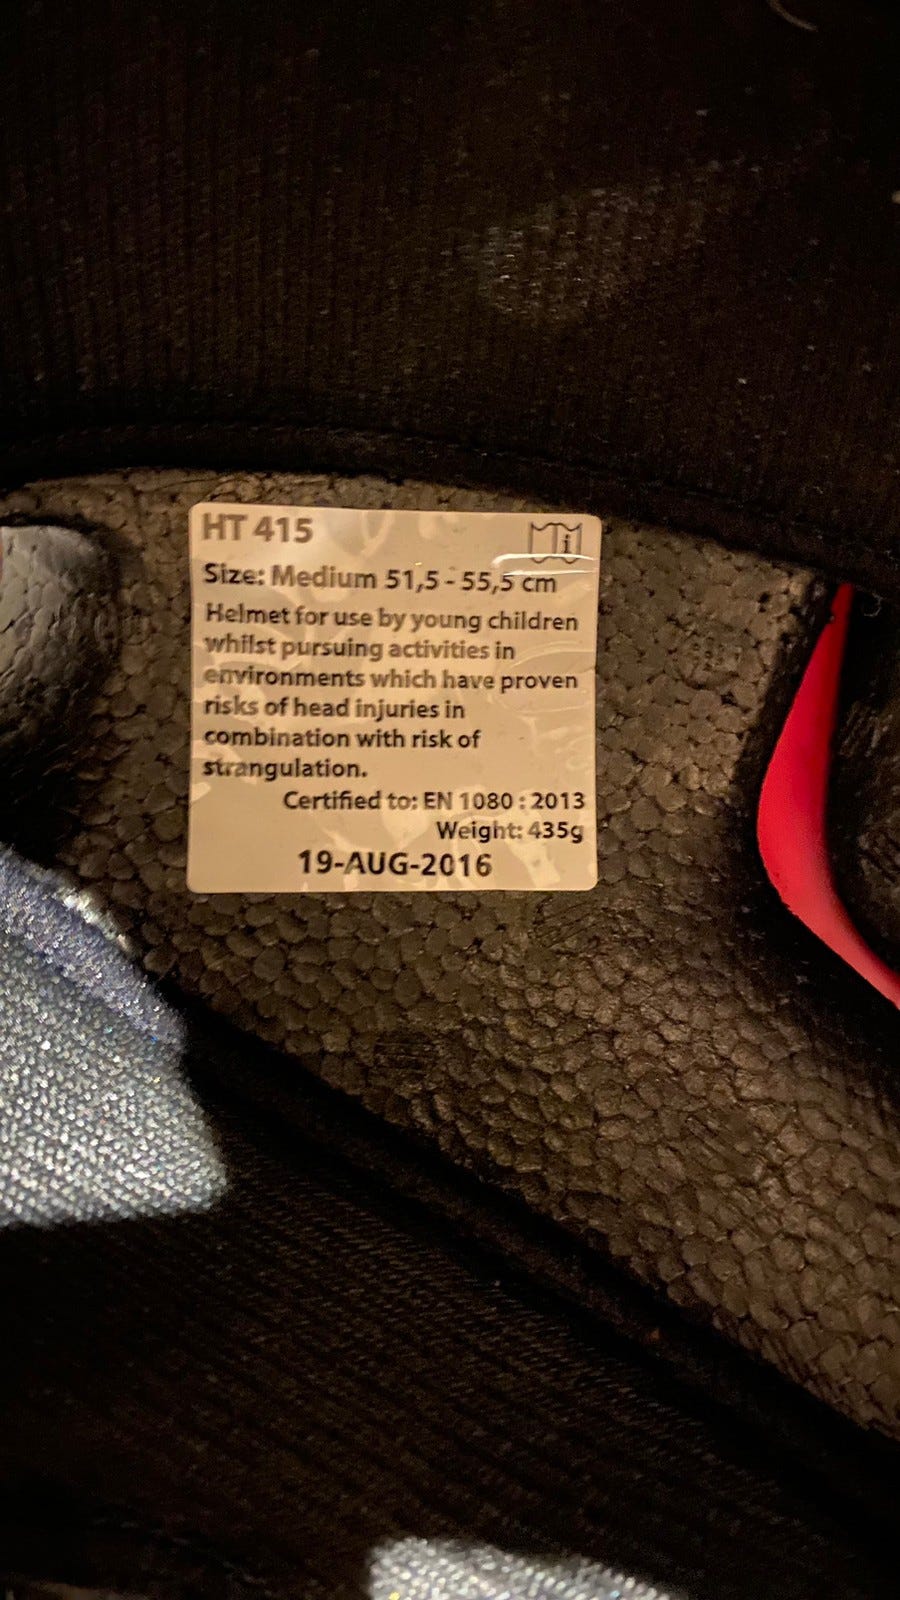 HT 415
Size: Medium 51,5 - 55,5 cm
Helmet for use by young children
whilst pursuing activities in
environments which have proven
risks of head injuries in
combination with risk of
strangulation.
Certified to: EN 1080 : 2013
Weight: 435g
19-AUG-2016